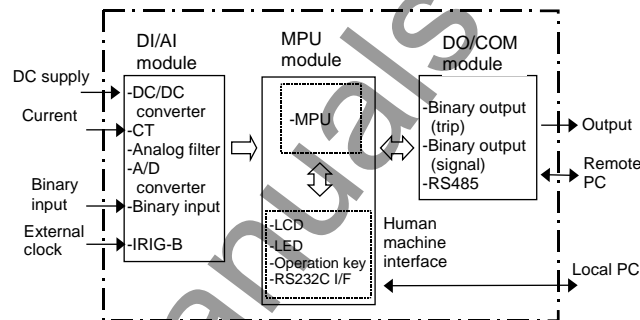 DI/AI
module
MPU
module
DO/COM
module
DC supply
Current
Binary
input
External
clock
-DC/DC
converter
-CT
-Analog filter
-A/D
converter
-Binary input
-IRIG-B
-MPU
-LCD
-LED
-Operation key
-RS232C I/F
Human
machine
interface
-Binary output
(trip)
-Binary output
(signal)
-RS485
Output
Remote
PC
Local PC
anuals